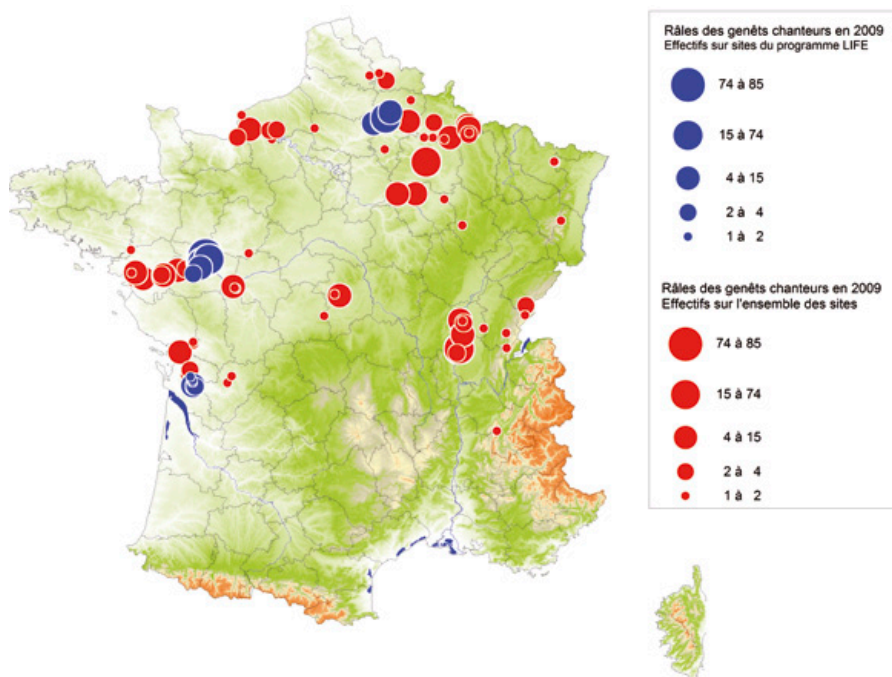 Râles des genêts chanteurs en 2009
Effectifs sur sites du programme LIFE
74 à 85
15 à 74
4 à 15
2 à 4
1 à 2
Râles des genêts chanteurs en 2009
Effectifs sur l'ensemble des sites
74 à 85
15 à 74
4 à 15
2 à 4
1 à 2